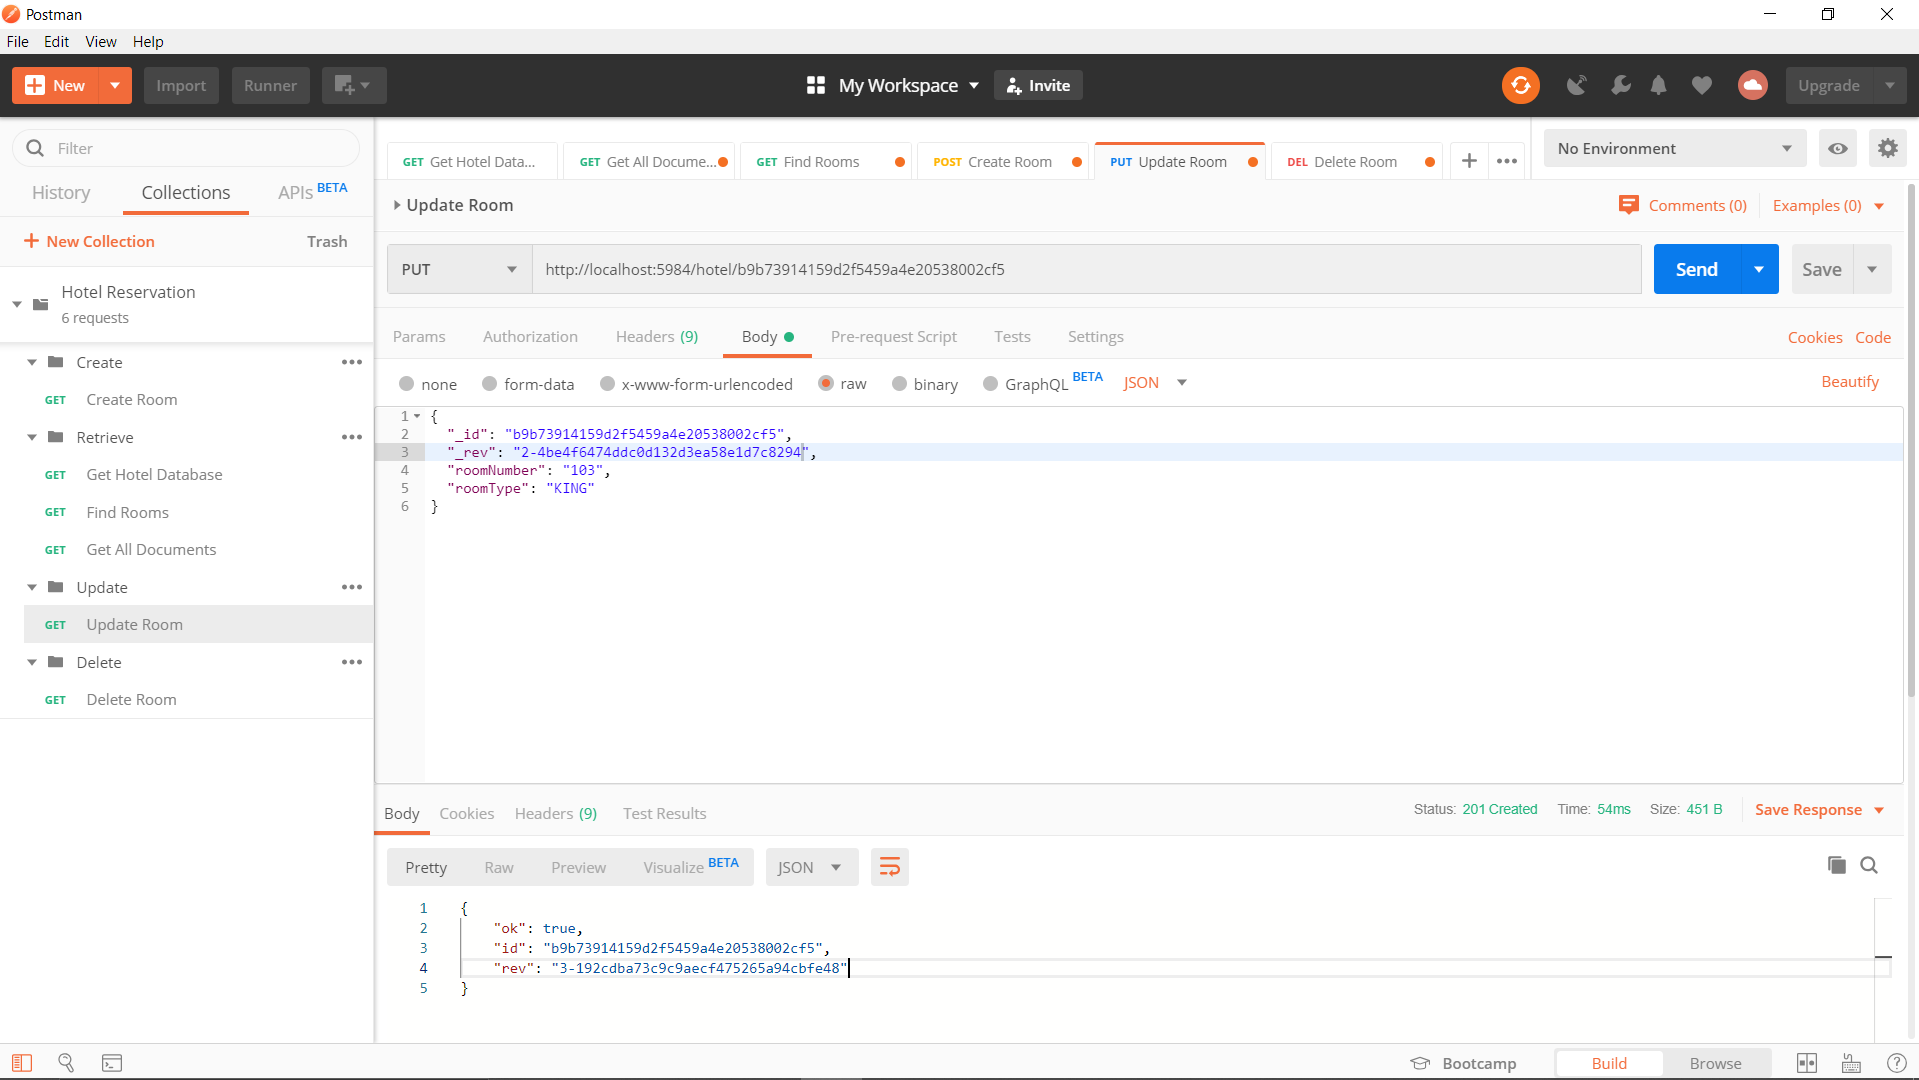 Postman
File Edit View Help
New Import Runner My Workspace Invite Upgrade
Filter
History Collections APIs BETA
New Collection Trash
Hotel Reservation
6 requests
Create
GET Create Room
Retrieve
GET Get Hotel Database
GET Find Rooms
GET Get All Documents
Update
GET Update Room
Delete
GET Delete Room
GET Get Hotel Data... GET Get All Docume... GET Find Rooms POST Create Room PUT Update Room DEL Delete Room No Environment
Update Room Comments (0) Examples (0)
PUT http://localhost:5984/hotel/b9b73914159d2f5459a4e20538002cf5 Send Save
Params Authorization Headers (9) Body Pre-request Script Tests Settings Cookies Code
none form-data x-www-form-urlencoded raw binary GraphQL BETA JSON Beautify
1 {
2 "_id": "b9b73914159d2f5459a4e20538002cf5",
3 "_rev": "2-4be4f6474ddc0d132d3ea58e1d7c8294",
4 "roomNumber": "103",
5 "roomType": "KING"
6 }
Body Cookies Headers (9) Test Results Status: 201 Created Time: 54ms Size: 451 B Save Response
Pretty Raw Preview Visualize BETA JSON
1 {
2 "ok": true,
3 "id": "b9b73914159d2f5459a4e20538002cf5",
4 "rev": "3-192cdba73c9c9aecf475265a94cbfe48"
5 }
Bootcamp Build Browse